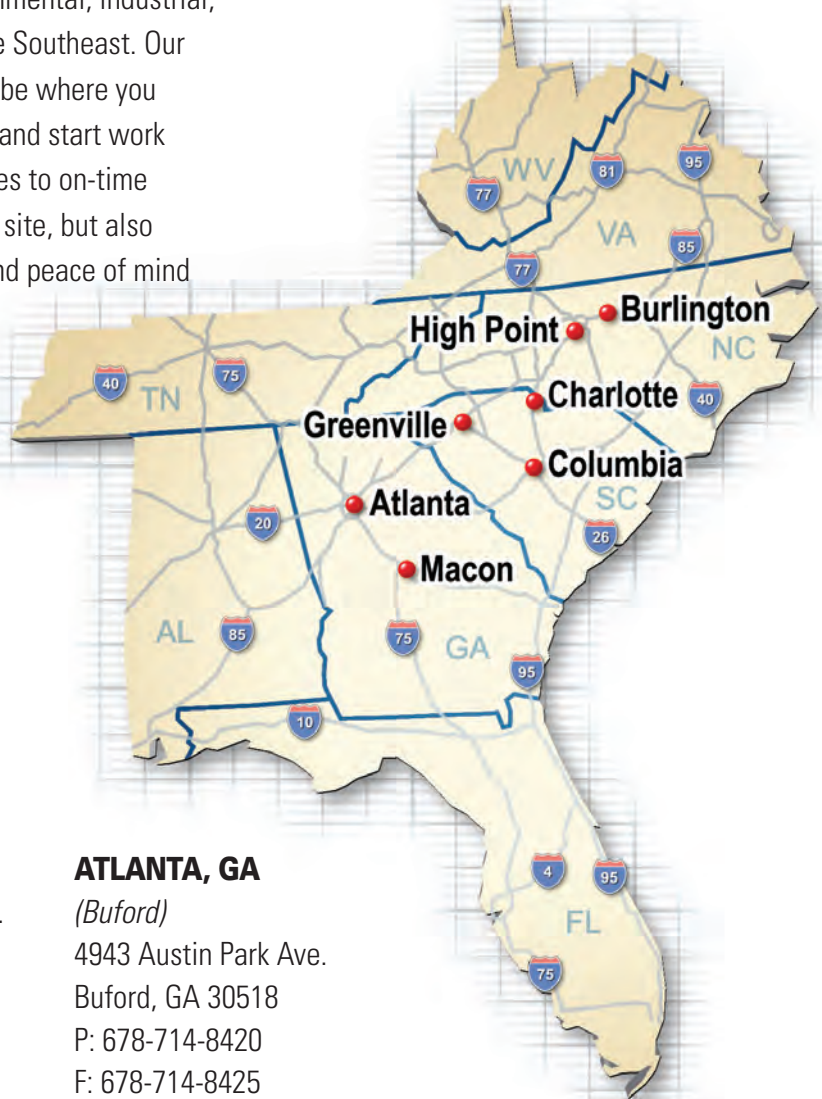 mental, industrial,
e Southeast. Our
be where you
and start work
es to on-time
site, but also
nd peace of mind
WV
81
95
77
VA
85
77
Burlington
High Point
NC
40
75
TN
Charlotte
40
Greenville
Columbia
SC
Atlanta
20
26
Macon
AL
85
75
GA
95
10
4
95
FL
75
ATLANTA, GA
(Buford)
4943 Austin Park Ave.
Buford, GA 30518
P: 678-714-8420
F: 678-714-8425